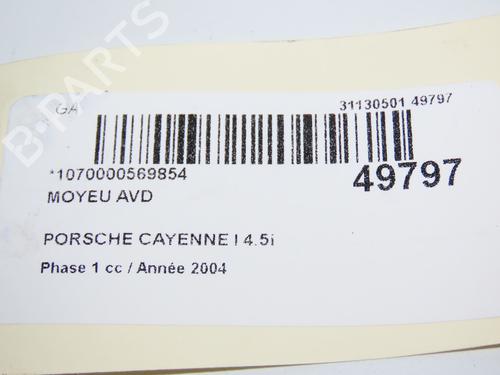 GA
31130501 49797
*1070000569854
49797
MOYEU AVD
PORSCHE CAYENNE I 4.5i
Phase 1 cc / Année 2004
B-PARTS